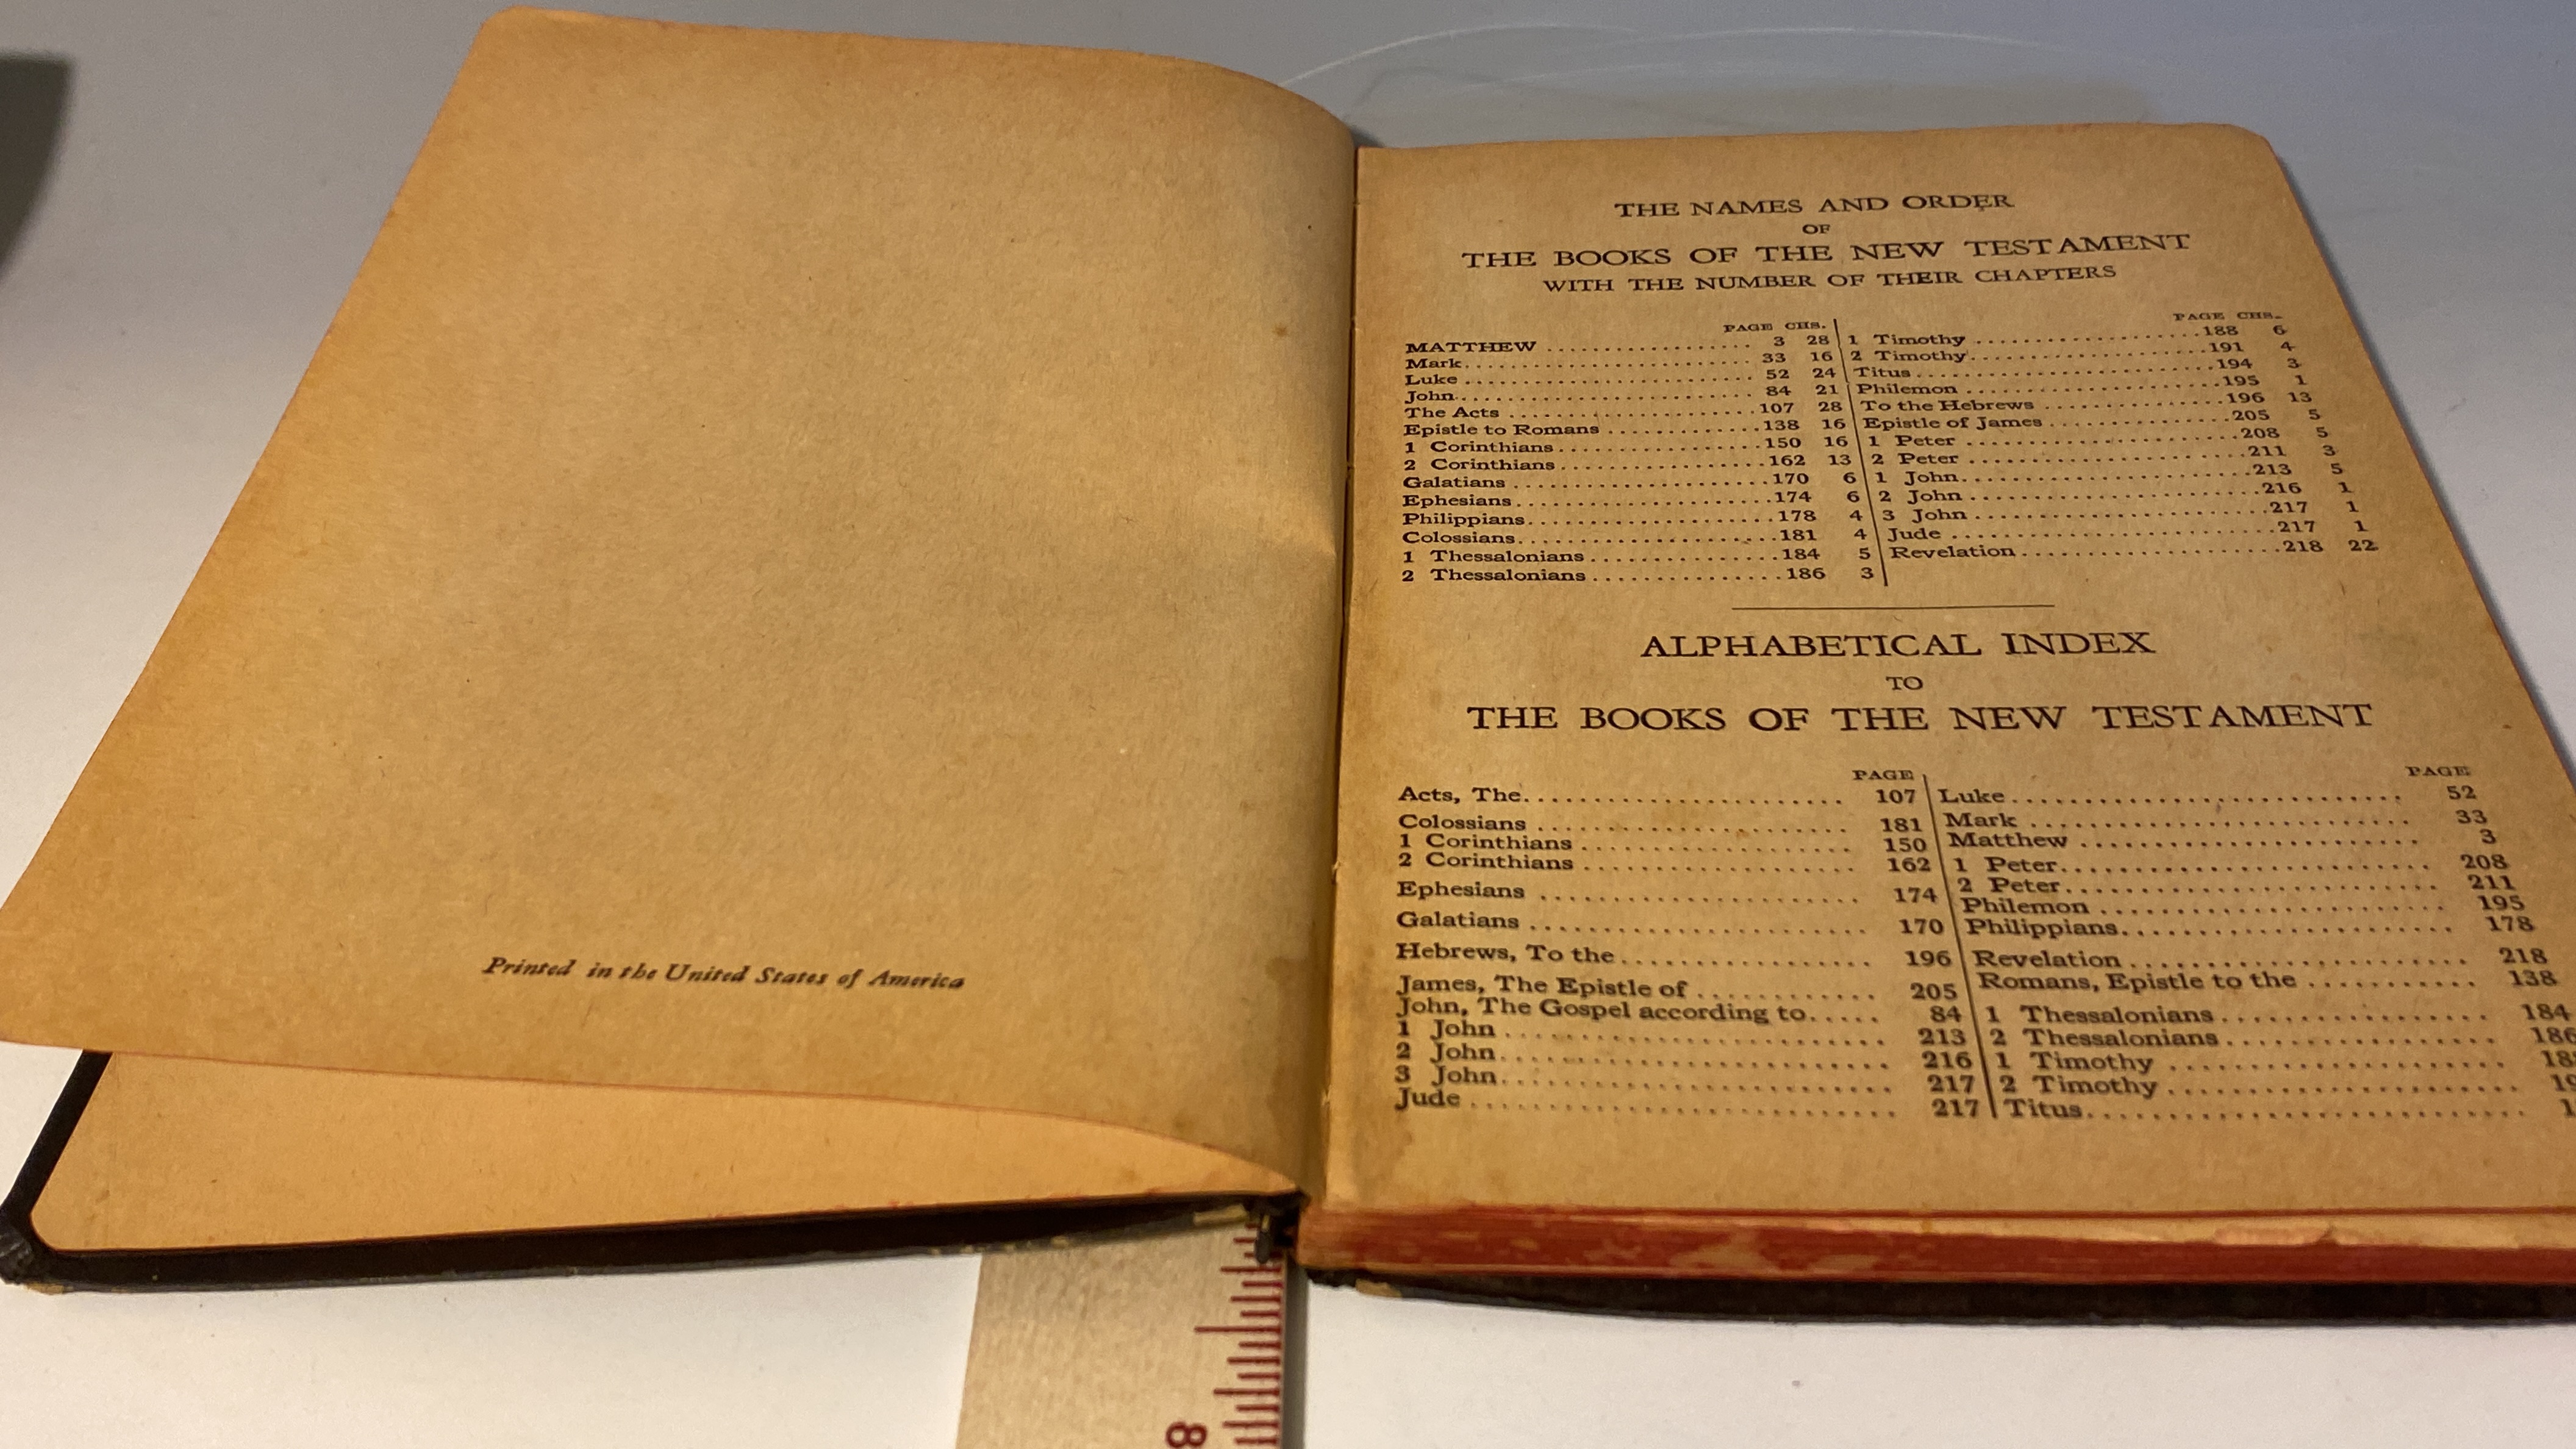 Printed in the United States of America
THE NAMES AND ORDER
OF
THE BOOKS OF THE NEW TESTAMENT
WITH THE NUMBER OF THEIR CHAPTERS
PAGE CHS.
MATTHEW 3 28
Mark 33 16
Luke 52 24
John 84 21
The Acts 107 28
Epistle to Romans 138 16
1 Corinthians 150 16
2 Corinthians 162 13
Galatians 170 6
Ephesians 174 6
Philippians 178 4
Colossians 181 4
1 Thessalonians 184 5
2 Thessalonians 186 3
PAGE CHS.
1 Timothy 188 6
2 Timothy 191 4
Titus 194 3
Philemon 195 1
To the Hebrews 196 13
Epistle of James 205 5
1 Peter 208 5
2 Peter 211 3
1 John 213 5
2 John 216 1
3 John 217 1
Jude 217 1
Revelation 218 22
ALPHABETICAL INDEX
TO
THE BOOKS OF THE NEW TESTAMENT
PAGE
Acts, The 107
Colossians 181
1 Corinthians 150
2 Corinthians 162
Ephesians 174
Galatians 170
Hebrews, To the 196
James, The Epistle of 205
John, The Gospel according to 84
1 John 213
2 John 216
3 John 217
Jude 217
PAGE
Luke 52
Mark 33
Matthew 3
1 Peter 208
2 Peter 211
Philemon 195
Philippians 178
Revelation 218
Romans, Epistle to the 138
1 Thessalonians 184
2 Thessalonians 186
1 Timothy
2 Timothy
Titus
8